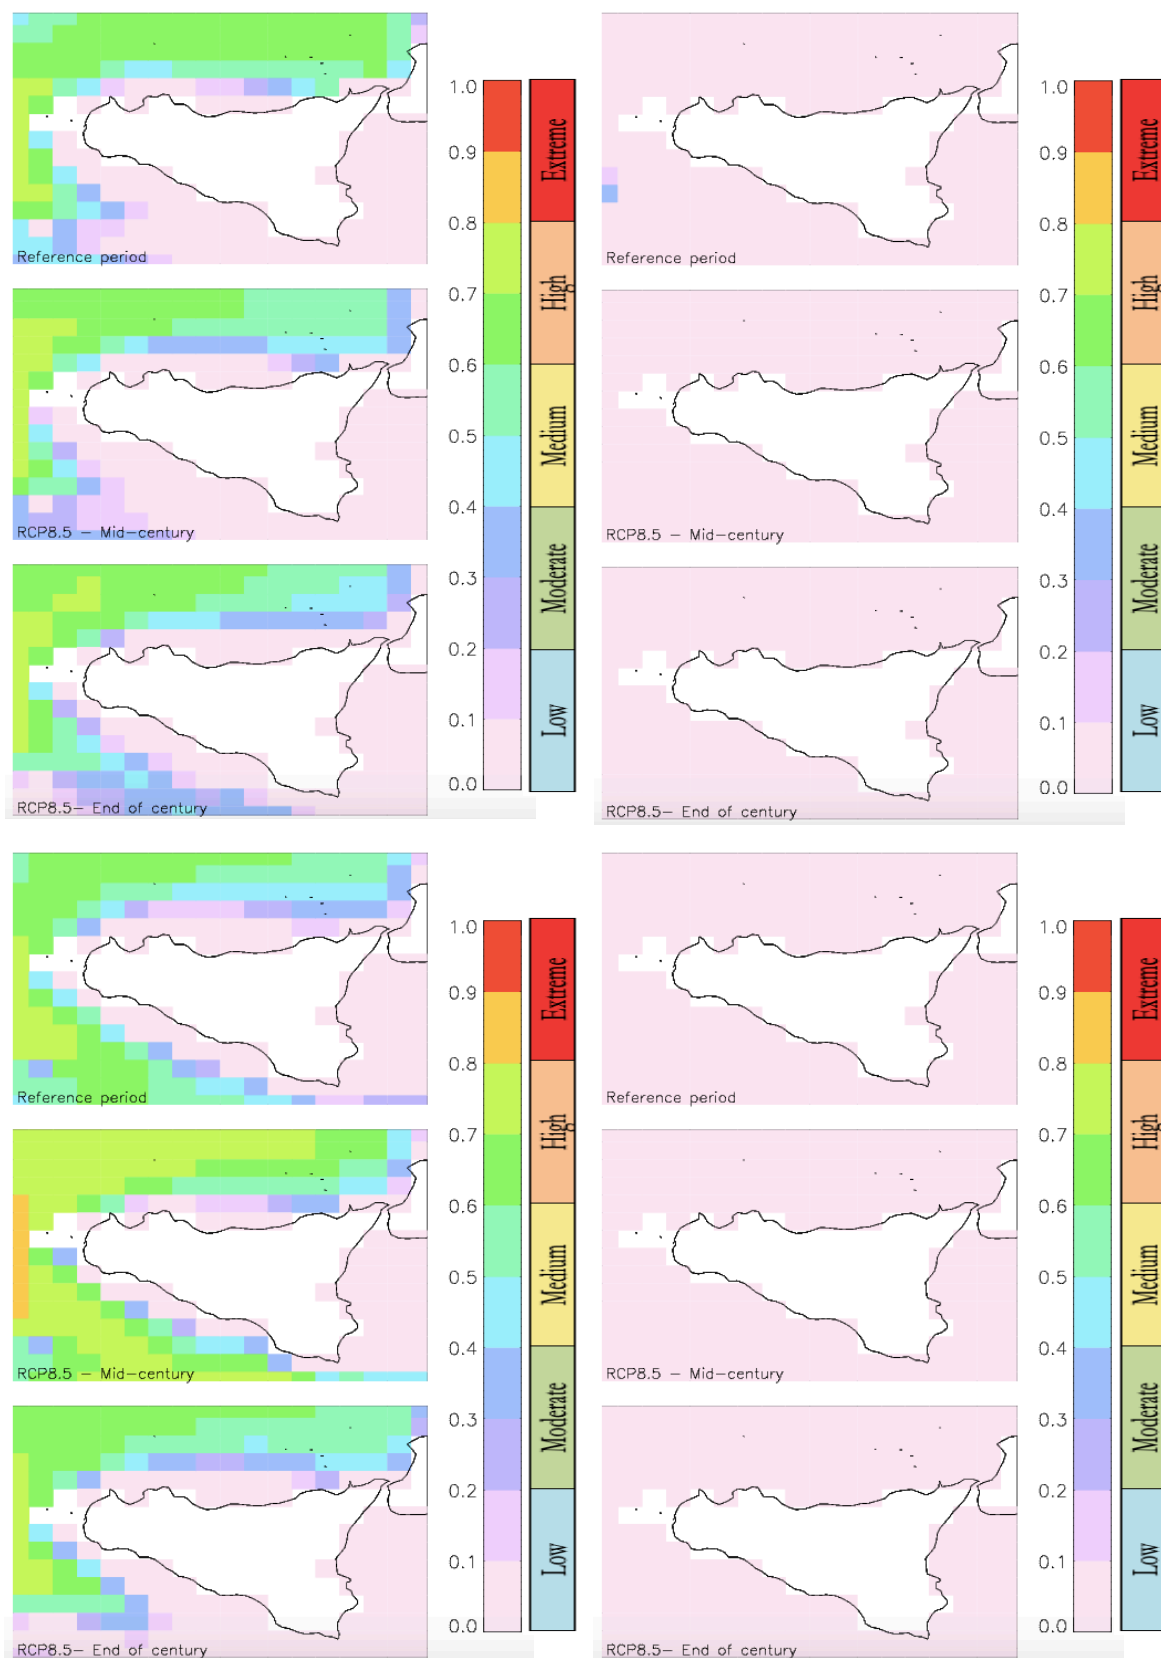 Reference period
RCP8.5 – Mid–century
RCP8.5– End of century
1.0
0.9
0.8
0.7
0.6
0.5
0.4
0.3
0.2
0.1
0.0
Extreme
High
Medium
Moderate
Low
Reference period
RCP8.5 – Mid–century
RCP8.5– End of century
1.0
0.9
0.8
0.7
0.6
0.5
0.4
0.3
0.2
0.1
0.0
Extreme
High
Medium
Moderate
Low
Reference period
RCP8.5 – Mid–century
RCP8.5– End of century
1.0
0.9
0.8
0.7
0.6
0.5
0.4
0.3
0.2
0.1
0.0
Extreme
High
Medium
Moderate
Low
Reference period
RCP8.5 – Mid–century
RCP8.5– End of century
1.0
0.9
0.8
0.7
0.6
0.5
0.4
0.3
0.2
0.1
0.0
Extreme
High
Medium
Moderate
Low